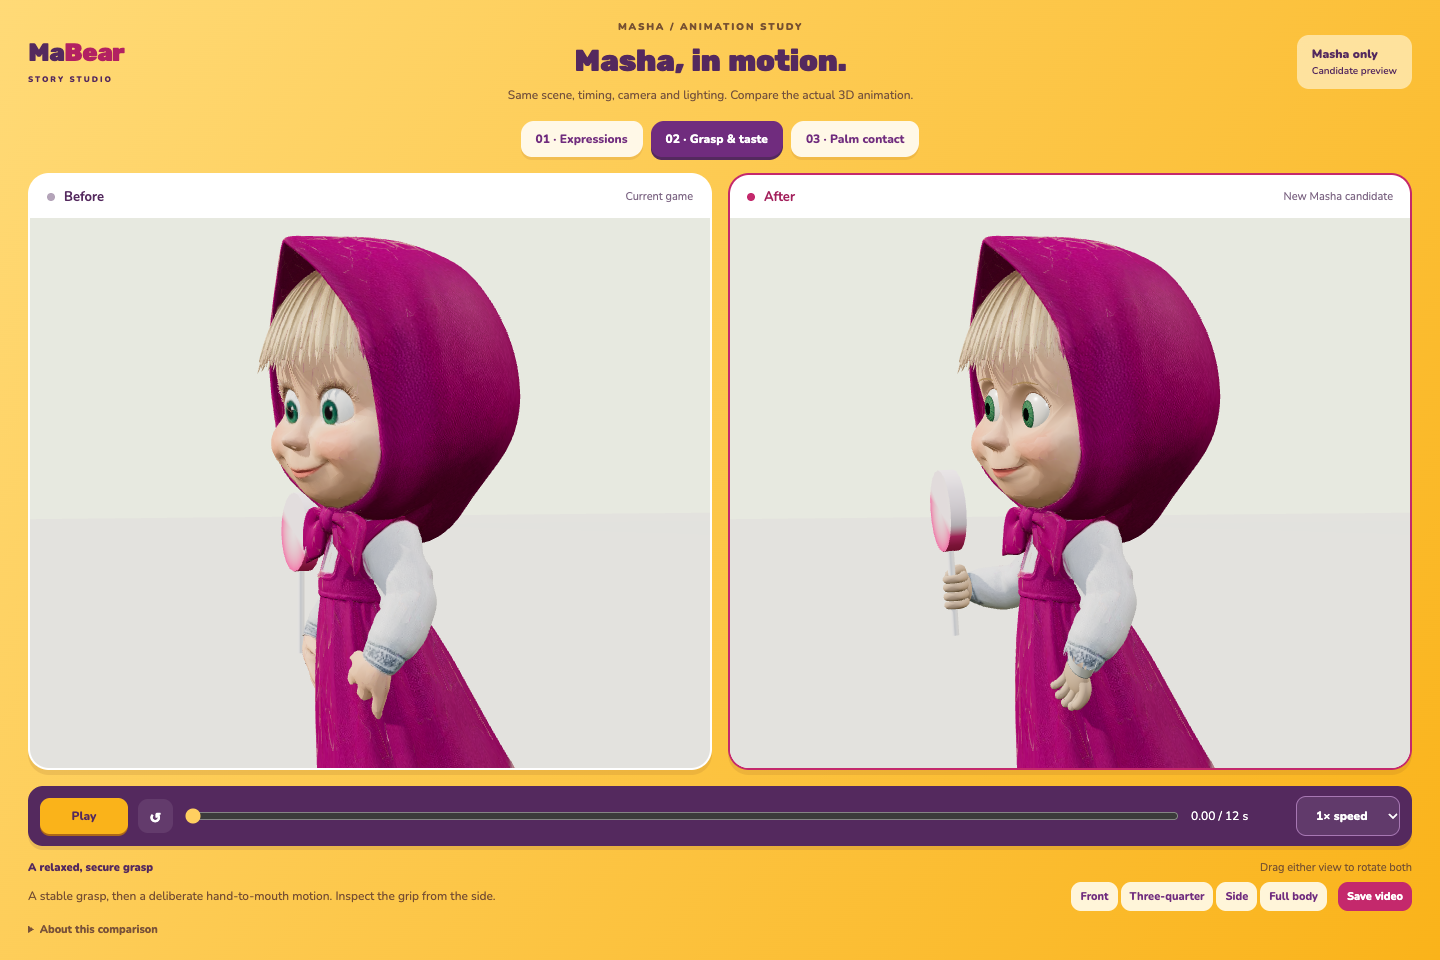 MASHA / ANIMATION STUDY
MaBear
STORY STUDIO
Masha, in motion.
Same scene, timing, camera and lighting. Compare the actual 3D animation.
Masha only
Candidate preview
01 · Expressions
02 · Grasp & taste
03 · Palm contact
Before
Current game
After
New Masha candidate
Play
↺
0.00 / 12 s
1× speed
A relaxed, secure grasp
Drag either view to rotate both
A stable grasp, then a deliberate hand-to-mouth motion. Inspect the grip from the side.
Front
Three-quarter
Side
Full body
Save video
About this comparison